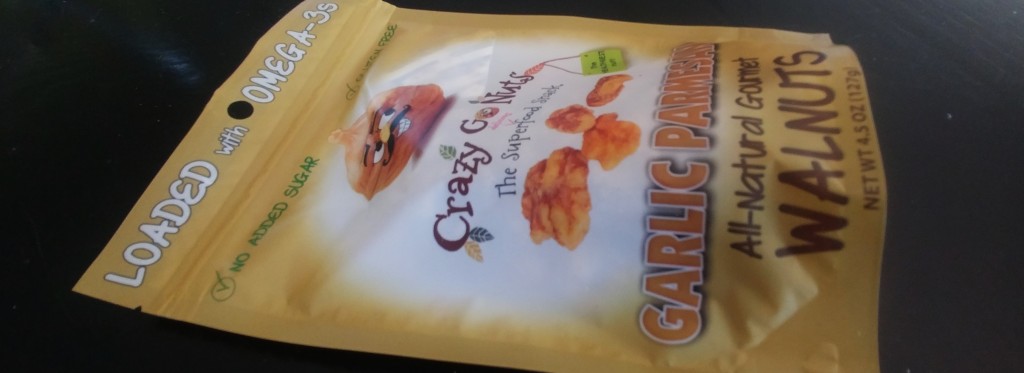 LOADED with OMEGA-3s
NO ADDED SUGAR
FREE
Crazy Go Nuts
The Superfood Snack
GARLIC PARMESAN
All-Natural Gourmet
WALNUTS
NET WT 4.5 OZ (127g)